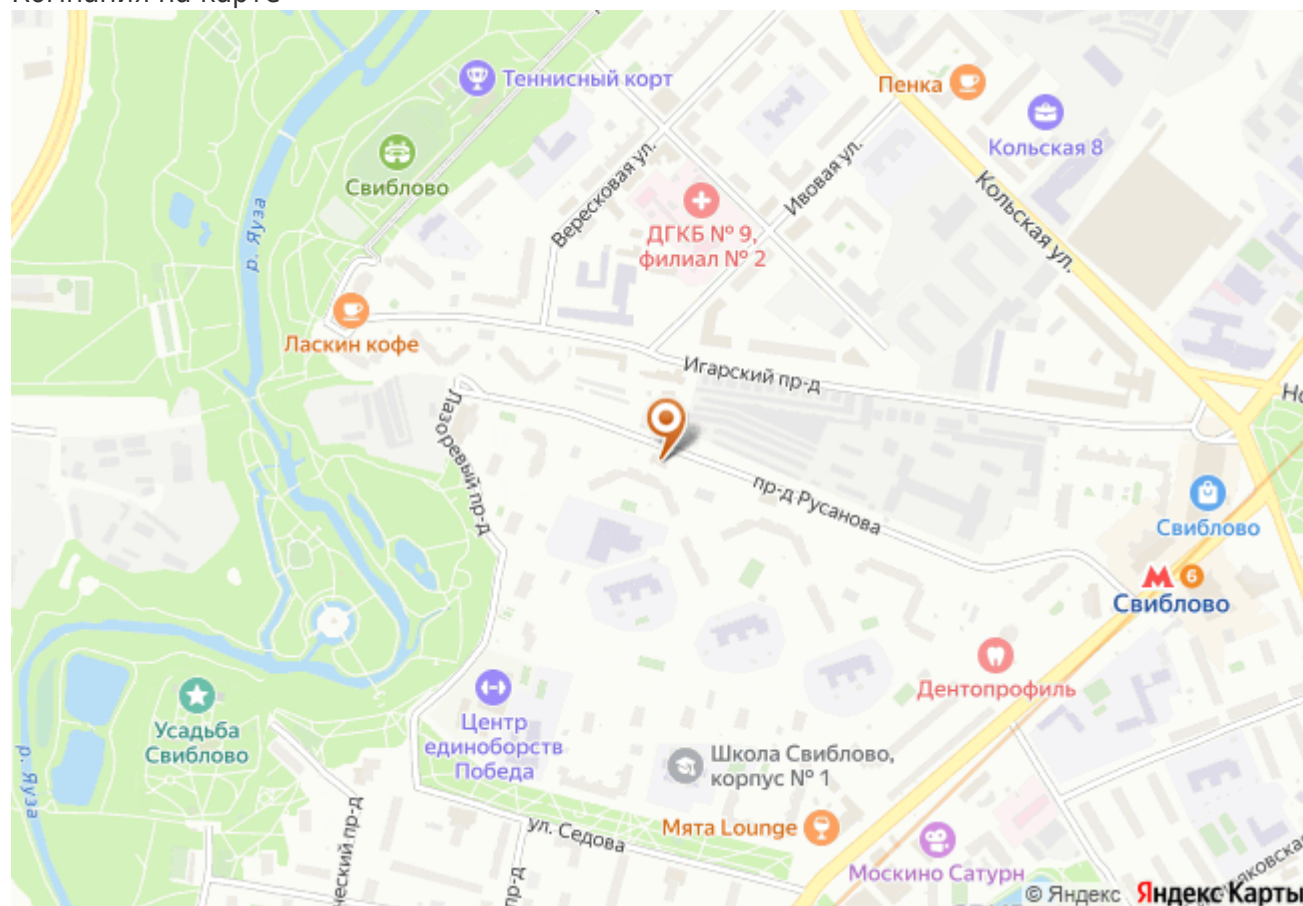 Теннисный корт
Пенка
Кольская 8
Свиблово
Вересковая ул.
Ивовая ул.
Кольская ул.
ДГКБ № 9,
филиал № 2
р. Яуза
Ласкин кофе
Игарский пр-д
Лазоревый пр-д
пр-д Русанова
Свиблово
М 6
Свиблово
Дентопрофиль
Усадьба
Свиблово
Центр
единоборств
Победа
Школа Свиблово,
корпус № 1
р. Яуза
Мята Lounge
ул. Седова
Москино Сатурн
пр-д
© Яндекс Яндекс Карты